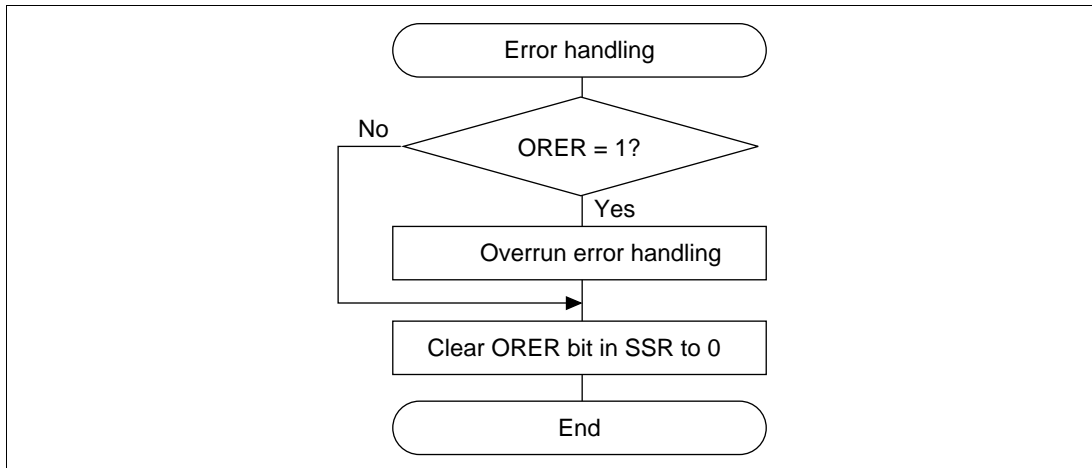 Error handling
No
ORER = 1?
Yes
Overrun error handling
Clear ORER bit in SSR to 0
End